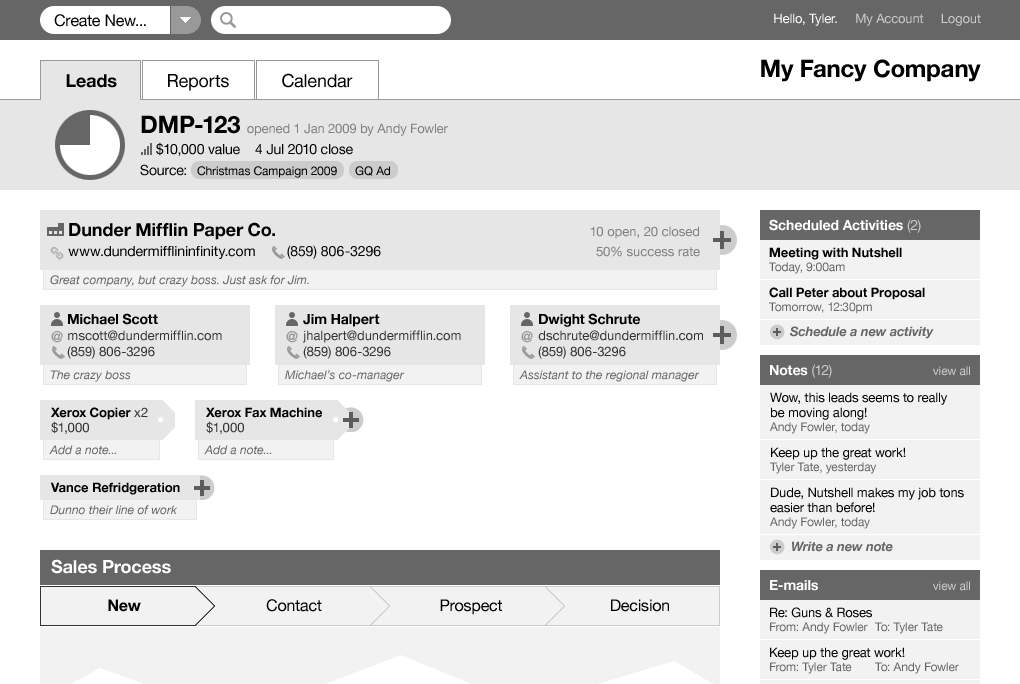 Create New...
Hello, Tyler. My Account Logout
Leads Reports Calendar
My Fancy Company
DMP-123 opened 1 Jan 2009 by Andy Fowler
$10,000 value 4 Jul 2010 close
Source: Christmas Campaign 2009 GQ Ad
Dunder Mifflin Paper Co.
10 open, 20 closed
www.dundermifflininfinity.com (859) 806-3296
50% success rate
Great company, but crazy boss. Just ask for Jim.
Michael Scott
@ mscott@dundermifflin.com
(859) 806-3296
The crazy boss
Jim Halpert
@ jhalpert@dundermifflin.com
(859) 806-3296
Michael's co-manager
Dwight Schrute
@ dschrute@dundermifflin.com
(859) 806-3296
Assistant to the regional manager
Xerox Copier x2
$1,000
Add a note...
Xerox Fax Machine
$1,000
Add a note...
Vance Refridgeration
Dunno their line of work
Sales Process
New Contact Prospect Decision
Scheduled Activities (2)
Meeting with Nutshell
Today, 9:00am
Call Peter about Proposal
Tomorrow, 12:30pm
Schedule a new activity
Notes (12) view all
Wow, this leads seems to really
be moving along!
Andy Fowler, today
Keep up the great work!
Tyler Tate, yesterday
Dude, Nutshell makes my job tons
easier than before!
Andy Fowler, today
Write a new note
E-mails view all
Re: Guns & Roses
From: Andy Fowler To: Tyler Tate
Keep up the great work!
From: Tyler Tate To: Andy Fowler